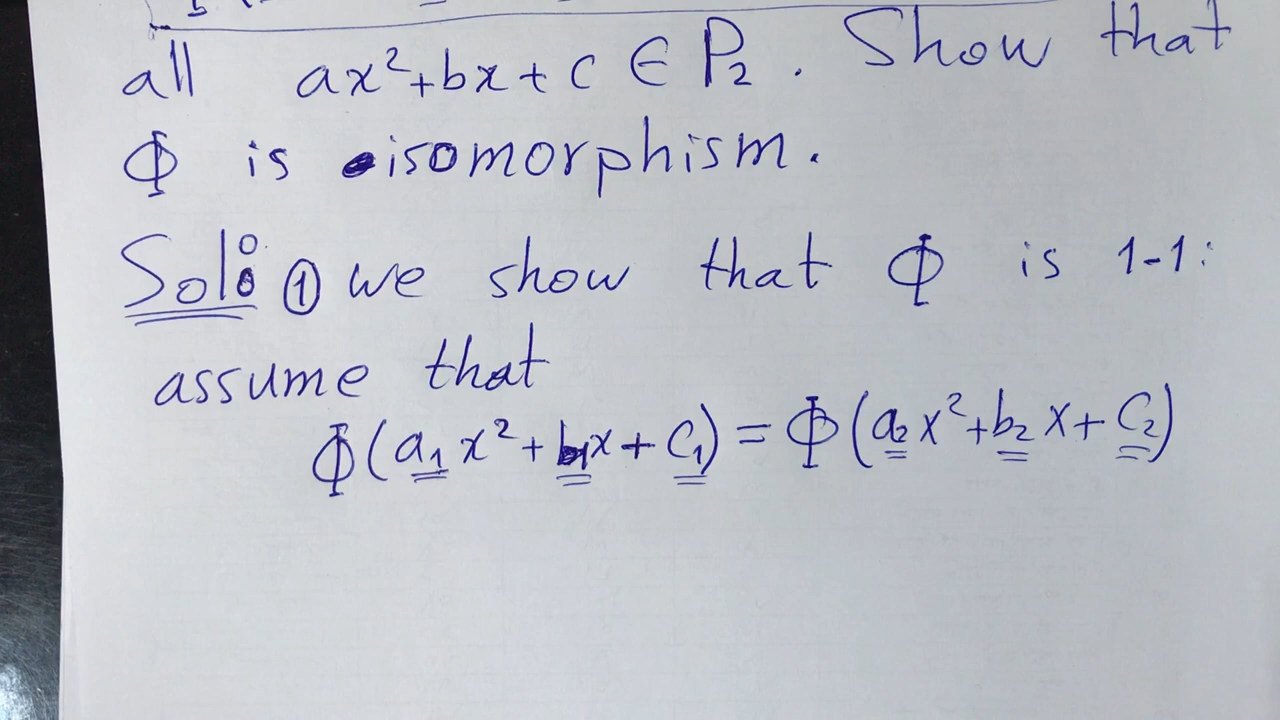 all ax²+bx+c ∈ P₂. Show that
Φ is isomorphism.
Sol: ① we show that Φ is 1-1:
assume that
Φ(a₁x²+b₁x+c₁)=Φ(a₂x²+b₂x+c₂)